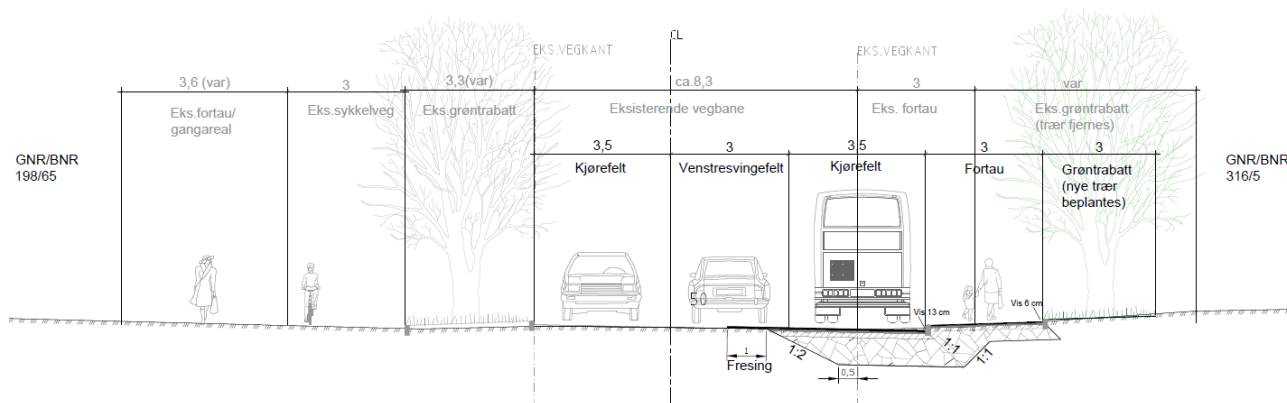 CL
EKS.VEGKANT
EKS.VEGKANT
3,6 (var)
3
3,3(var)
ca.8,3
3
var
Eks.fortau/
gangareal
Eks.sykkelveg
Eks.grøntrabatt
Eksisterende vegbane
Eks. fortau
Eks.grøntrabatt
(trær fjernes)
3,5
3
3,5
3
3
GNR/BNR
198/65
Kjørefelt
Venstresvingefelt
Kjørefelt
Fortau
Grøntrabatt
(nye trær
beplantes)
GNR/BNR
316/5
50
Vis 13 cm
Vis 6 cm
1
Fresing
1:2
0,5
1:1
1:1